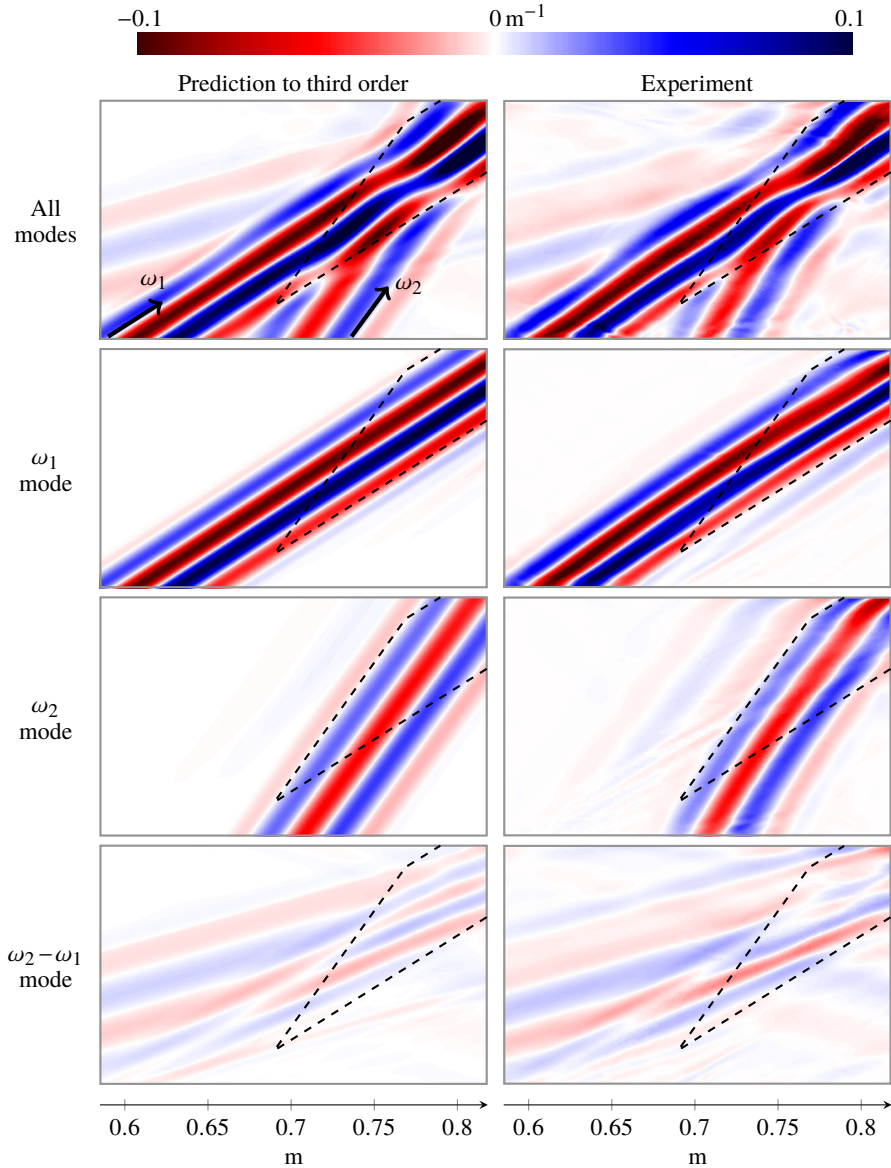 −0.1 0 m⁻¹ 0.1
Prediction to third order Experiment
All
modes
ω₁
ω₂
ω₁
mode
ω₂
mode
ω₂−ω₁
mode
0.6 0.65 0.7 0.75 0.8 0.6 0.65 0.7 0.75 0.8
m m